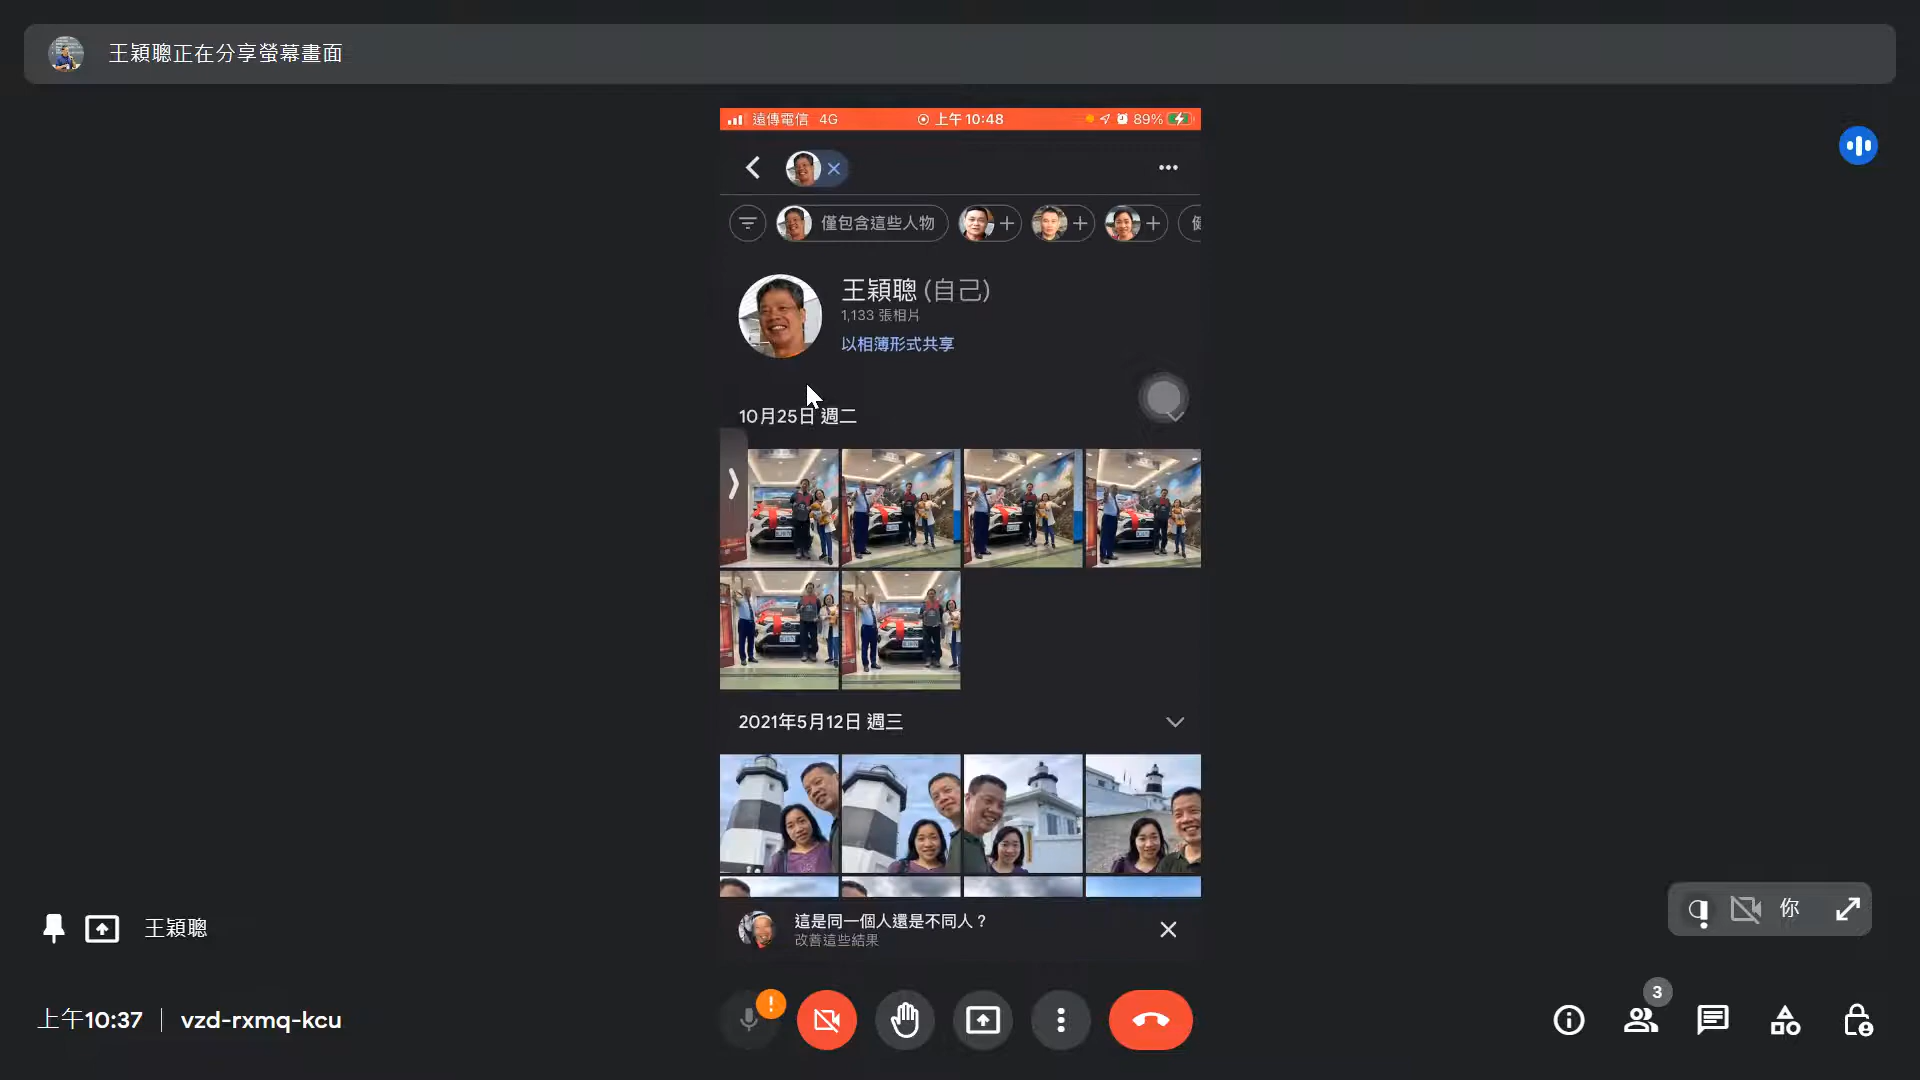 王穎聰正在分享螢幕畫面
遠傳電信 4G
上午10:48
89%
僅包含這些人物
王穎聰 (自己)
1,133 張相片
以相簿形式共享
10月25日 週二
2021年5月12日 週三
這是同一個人還是不同人？
改善這些結果
王穎聰
你
上午10:37
vzd-rxmq-kcu
3